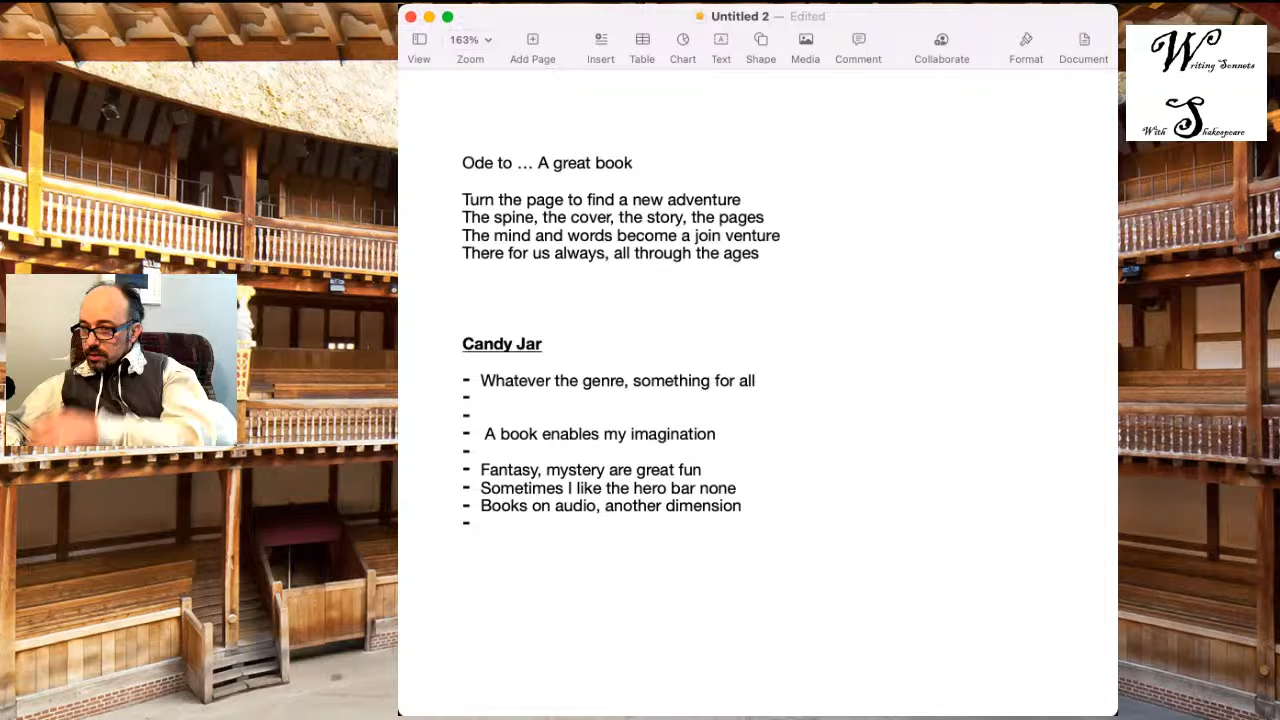 Untitled 2 — Edited
163%
View Zoom Add Page Insert Table Chart Text Shape Media Comment Collaborate Format Document
Writing Sonnets
With Shakespeare
Ode to … A great book
Turn the page to find a new adventure
The spine, the cover, the story, the pages
The mind and words become a join venture
There for us always, all through the ages
Candy Jar
- Whatever the genre, something for all
-
-
- A book enables my imagination
-
- Fantasy, mystery are great fun
- Sometimes I like the hero bar none
- Books on audio, another dimension
-